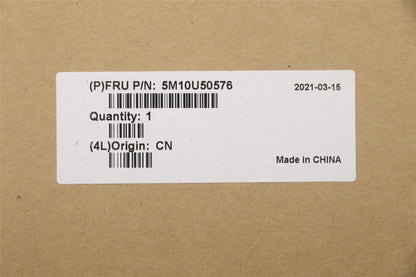 (P)FRU P/N: 5M10U50576
2021-03-15
Quantity: 1
(4L)Origin: CN
Made in CHINA